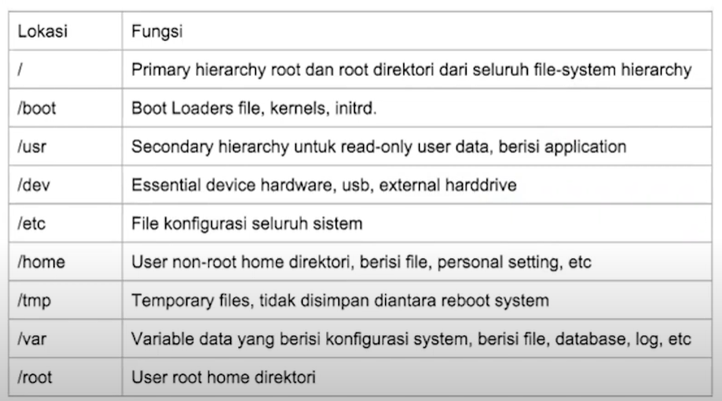 Lokasi Fungsi
/ Primary hierarchy root dan root direktori dari seluruh file-system hierarchy
/boot Boot Loaders file, kernels, initrd.
/usr Secondary hierarchy untuk read-only user data, berisi application
/dev Essential device hardware, usb, external harddrive
/etc File konfigurasi seluruh sistem
/home User non-root home direktori, berisi file, personal setting, etc
/tmp Temporary files, tidak disimpan diantara reboot system
/var Variable data yang berisi konfigurasi system, berisi file, database, log, etc
/root User root home direktori